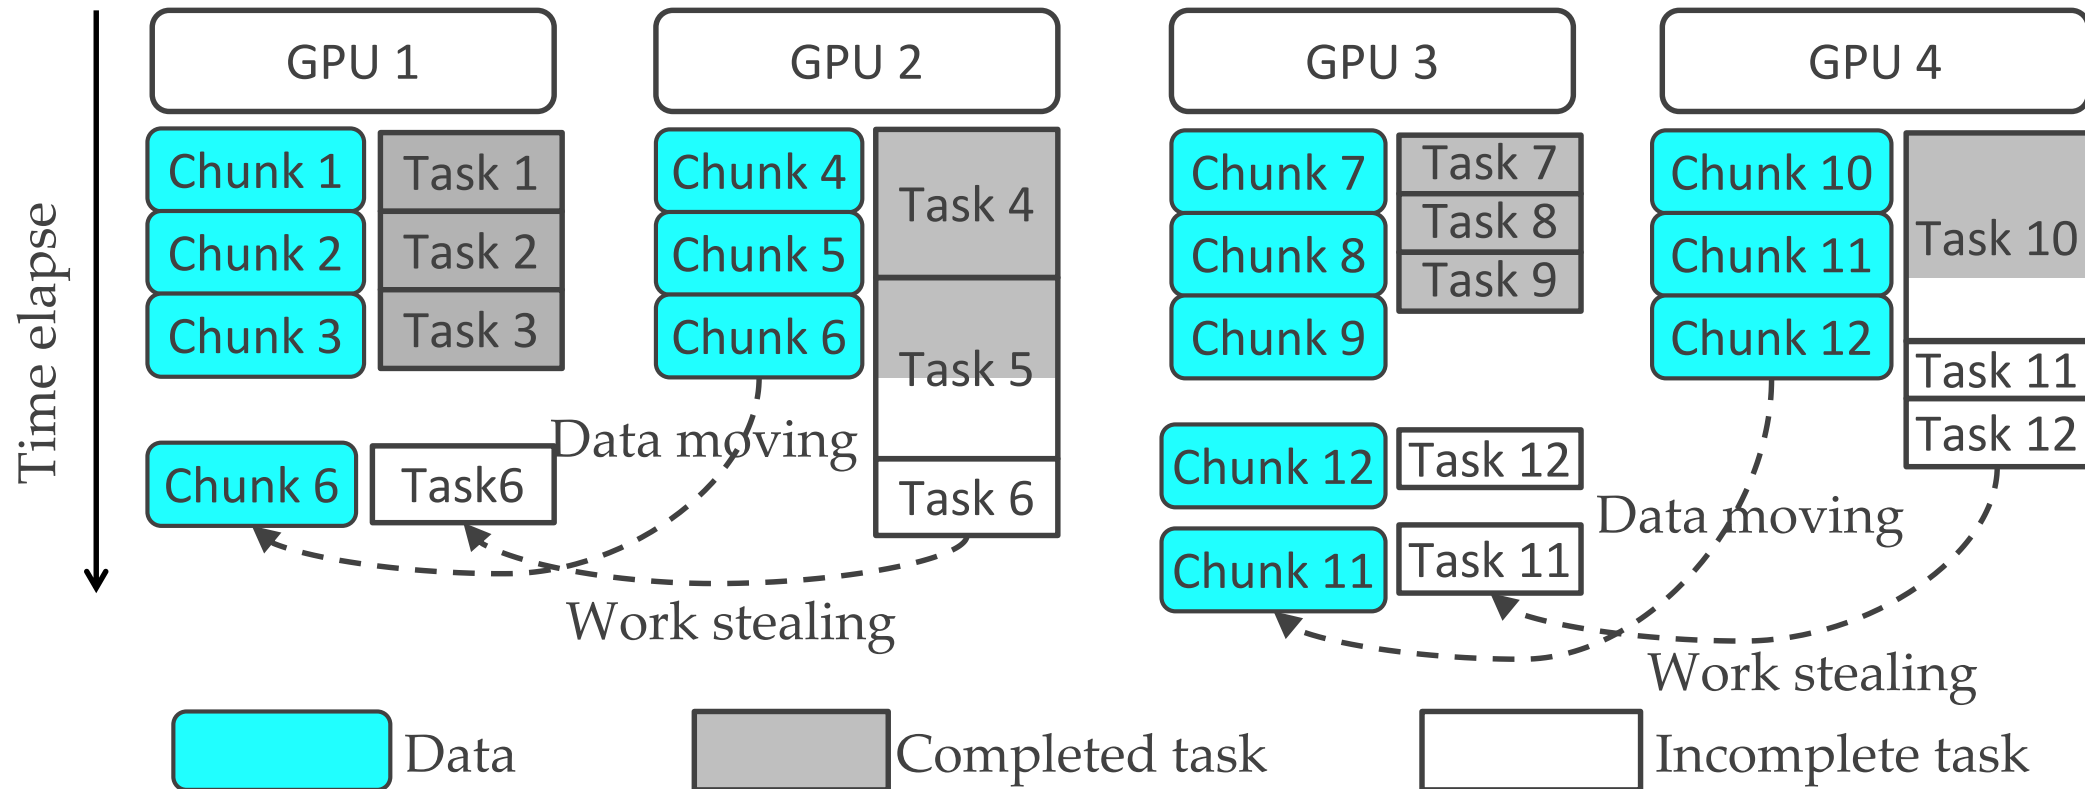 Time elapse
GPU 1
GPU 2
GPU 3
GPU 4
Chunk 1
Task 1
Chunk 2
Task 2
Chunk 3
Task 3
Chunk 6
Task6
Chunk 4
Task 4
Chunk 5
Chunk 6
Task 5
Task 6
Data moving
Work stealing
Chunk 7
Task 7
Chunk 8
Task 8
Task 9
Chunk 9
Chunk 12
Task 12
Chunk 11
Task 11
Chunk 10
Task 10
Chunk 11
Chunk 12
Task 11
Task 12
Data moving
Work stealing
Data
Completed task
Incomplete task